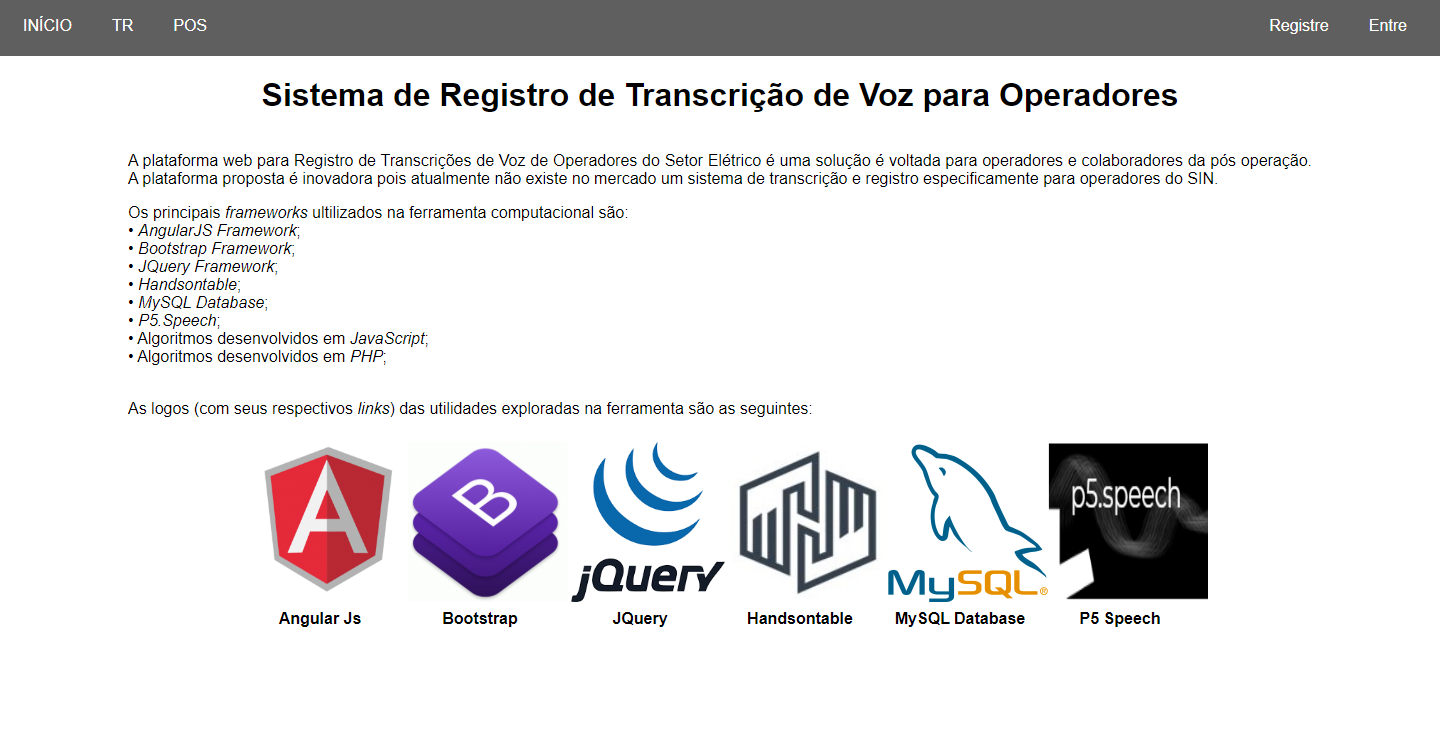 INÍCIO TR POS Registre Entre
Sistema de Registro de Transcrição de Voz para Operadores
A plataforma web para Registro de Transcrições de Voz de Operadores do Setor Elétrico é uma solução é voltada para operadores e colaboradores da pós operação.
A plataforma proposta é inovadora pois atualmente não existe no mercado um sistema de transcrição e registro especificamente para operadores do SIN.
Os principais frameworks ultilizados na ferramenta computacional são:
• AngularJS Framework;
• Bootstrap Framework;
• JQuery Framework;
• Handsontable;
• MySQL Database;
• P5.Speech;
• Algoritmos desenvolvidos em JavaScript;
• Algoritmos desenvolvidos em PHP;
As logos (com seus respectivos links) das utilidades exploradas na ferramenta são as seguintes:
A
B
jQuery
MySQL®
p5.speech
Angular Js Bootstrap JQuery Handsontable MySQL Database P5 Speech